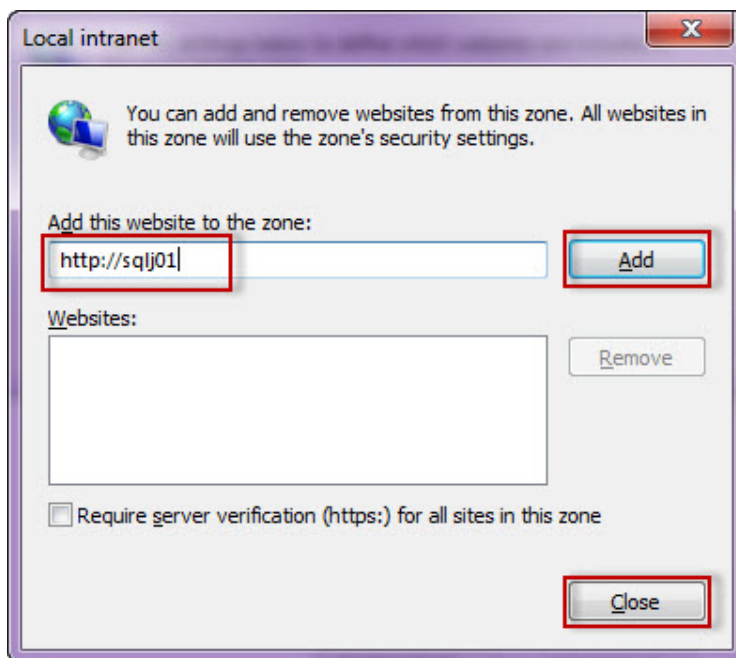 Local intranet
You can add and remove websites from this zone. All websites in
this zone will use the zone's security settings.
Add this website to the zone:
http://sqlj01
Add
Websites:
Remove
Require server verification (https:) for all sites in this zone
Close